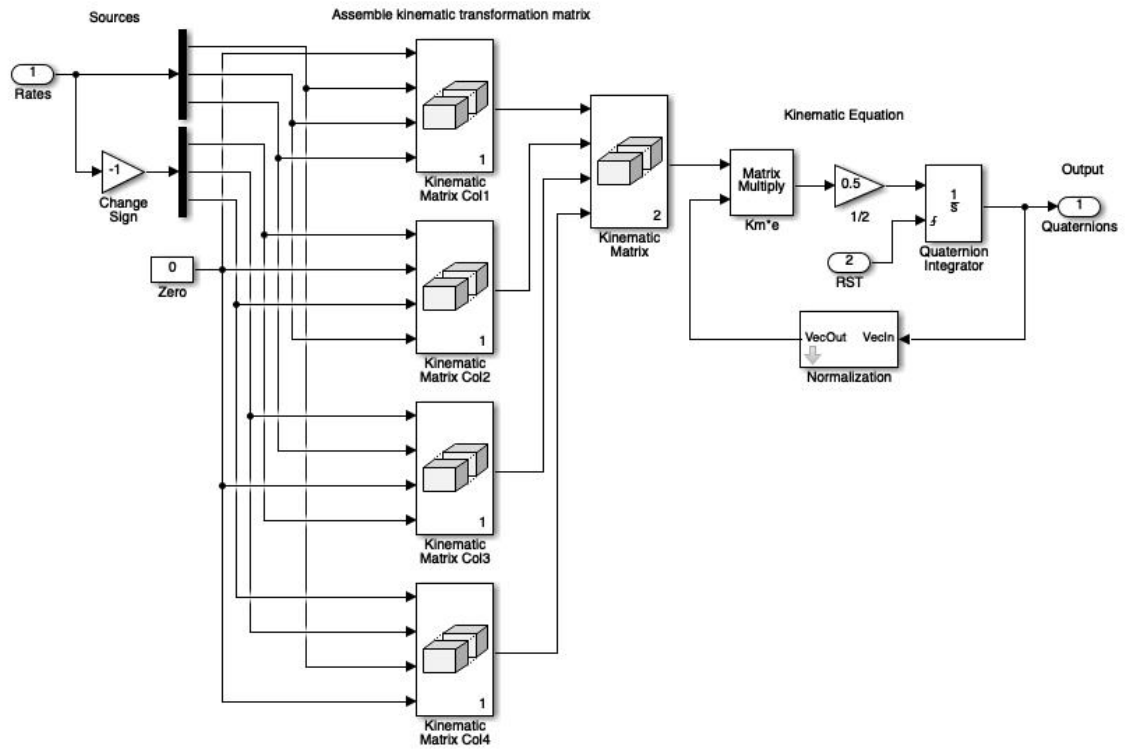 Sources
Assemble kinematic transformation matrix
1
Rates
-1
Change
Sign
0
Zero
1
Kinematic
Matrix Col1
1
Kinematic
Matrix Col2
1
Kinematic
Matrix Col3
1
Kinematic
Matrix Col4
2
Kinematic
Matrix
Kinematic Equation
Matrix
Multiply
Km*e
0.5
1/2
1
s
Quaternion
Integrator
2
RST
VecOut VecIn
Normalization
Output
1
Quaternions